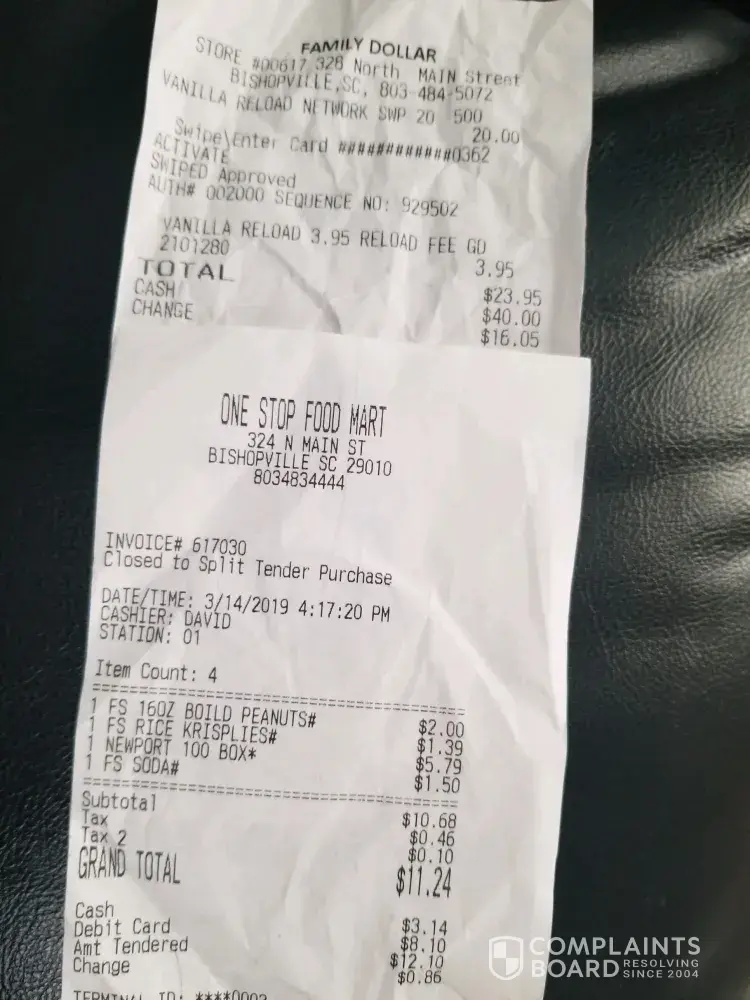 FAMILY DOLLAR
STORE #00617 328 North MAIN Street
BISHOPVILLE,SC, 803-484-5072
VANILLA RELOAD NETWORK SWP 20 500
20.00
Swipe\Enter Card ############0362
ACTIVATE
SWIPED Approved
AUTH# 002000 SEQUENCE NO: 929502
VANILLA RELOAD 3.95 RELOAD FEE GD
2101280 3.95
TOTAL $23.95
CASH $40.00
CHANGE $16.05
ONE STOP FOOD MART
324 N MAIN ST
BISHOPVILLE SC 29010
8034834444
INVOICE# 617030
Closed to Split Tender Purchase
DATE/TIME: 3/14/2019 4:17:20 PM
CASHIER: DAVID
STATION: 01
Item Count: 4
1 FS 16OZ BOILD PEANUTS# $2.00
1 FS RICE KRISPLIES# $1.39
1 NEWPORT 100 BOX* $5.79
1 FS SODA# $1.50
Subtotal $10.68
Tax $0.46
Tax 2 $0.10
GRAND TOTAL $11.24
Cash $3.14
Debit Card $8.10
Amt Tendered $12.10
Change $0.86
TERMINAL ID: ****0002
COMPLAINTS
BOARD RESOLVING SINCE 2004